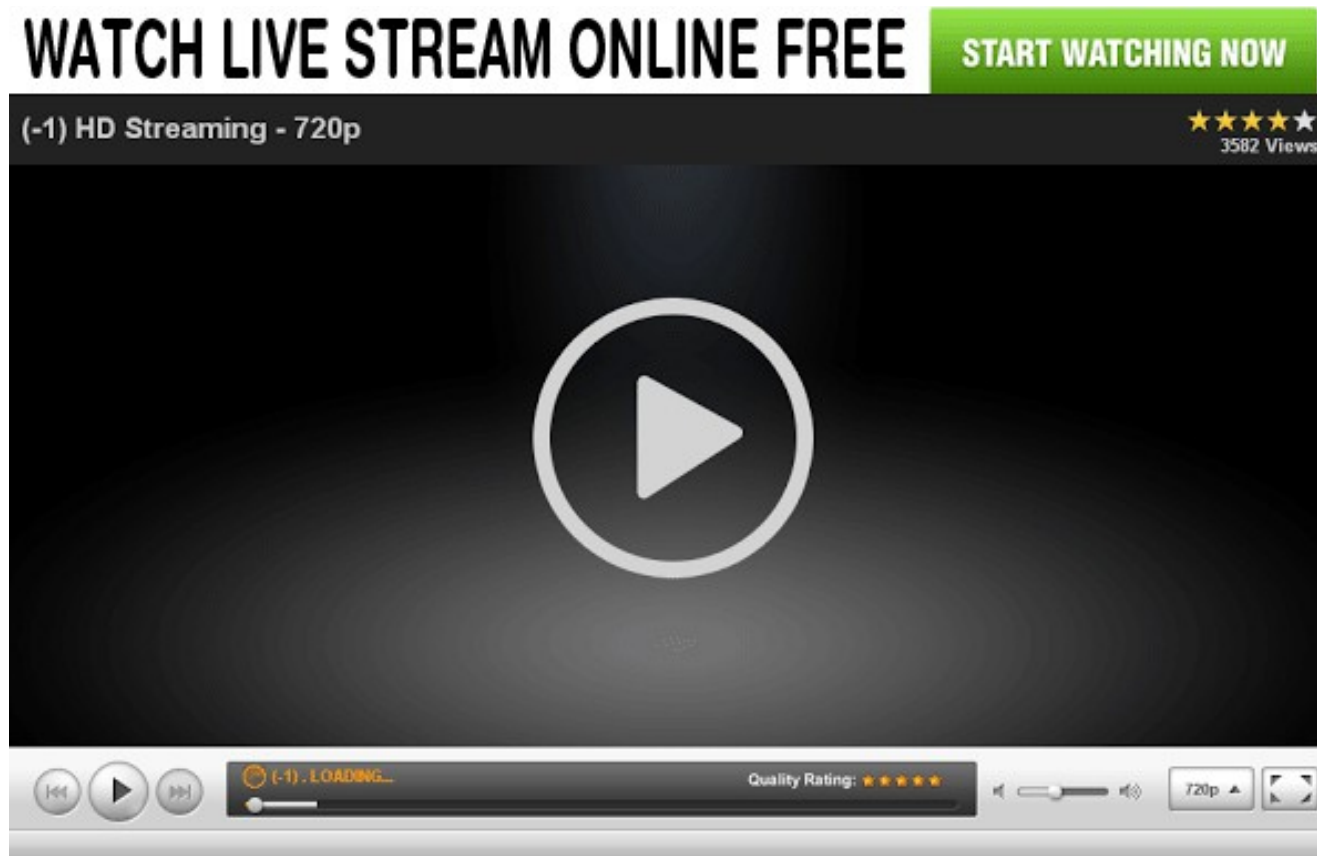 WATCH LIVE STREAM ONLINE FREE START WATCHING NOW
(-1) HD Streaming - 720p
3582 Views
(-1) . LOADING...
Quality Rating:
720p